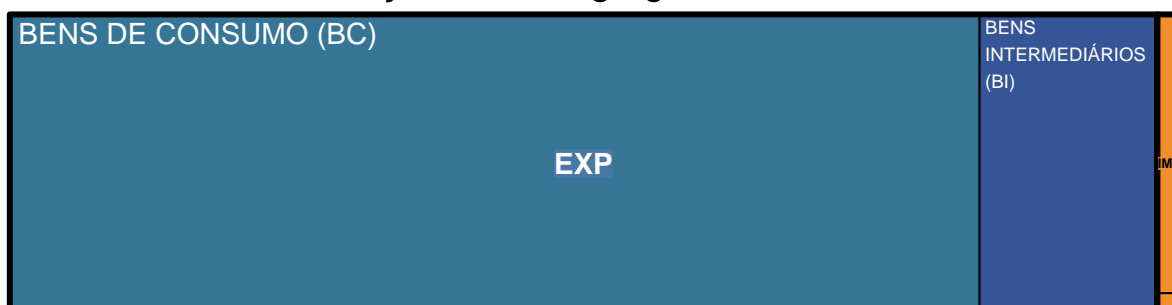 BENS DE CONSUMO (BC)
BENS
INTERMEDIÁRIOS
(BI)
EXP